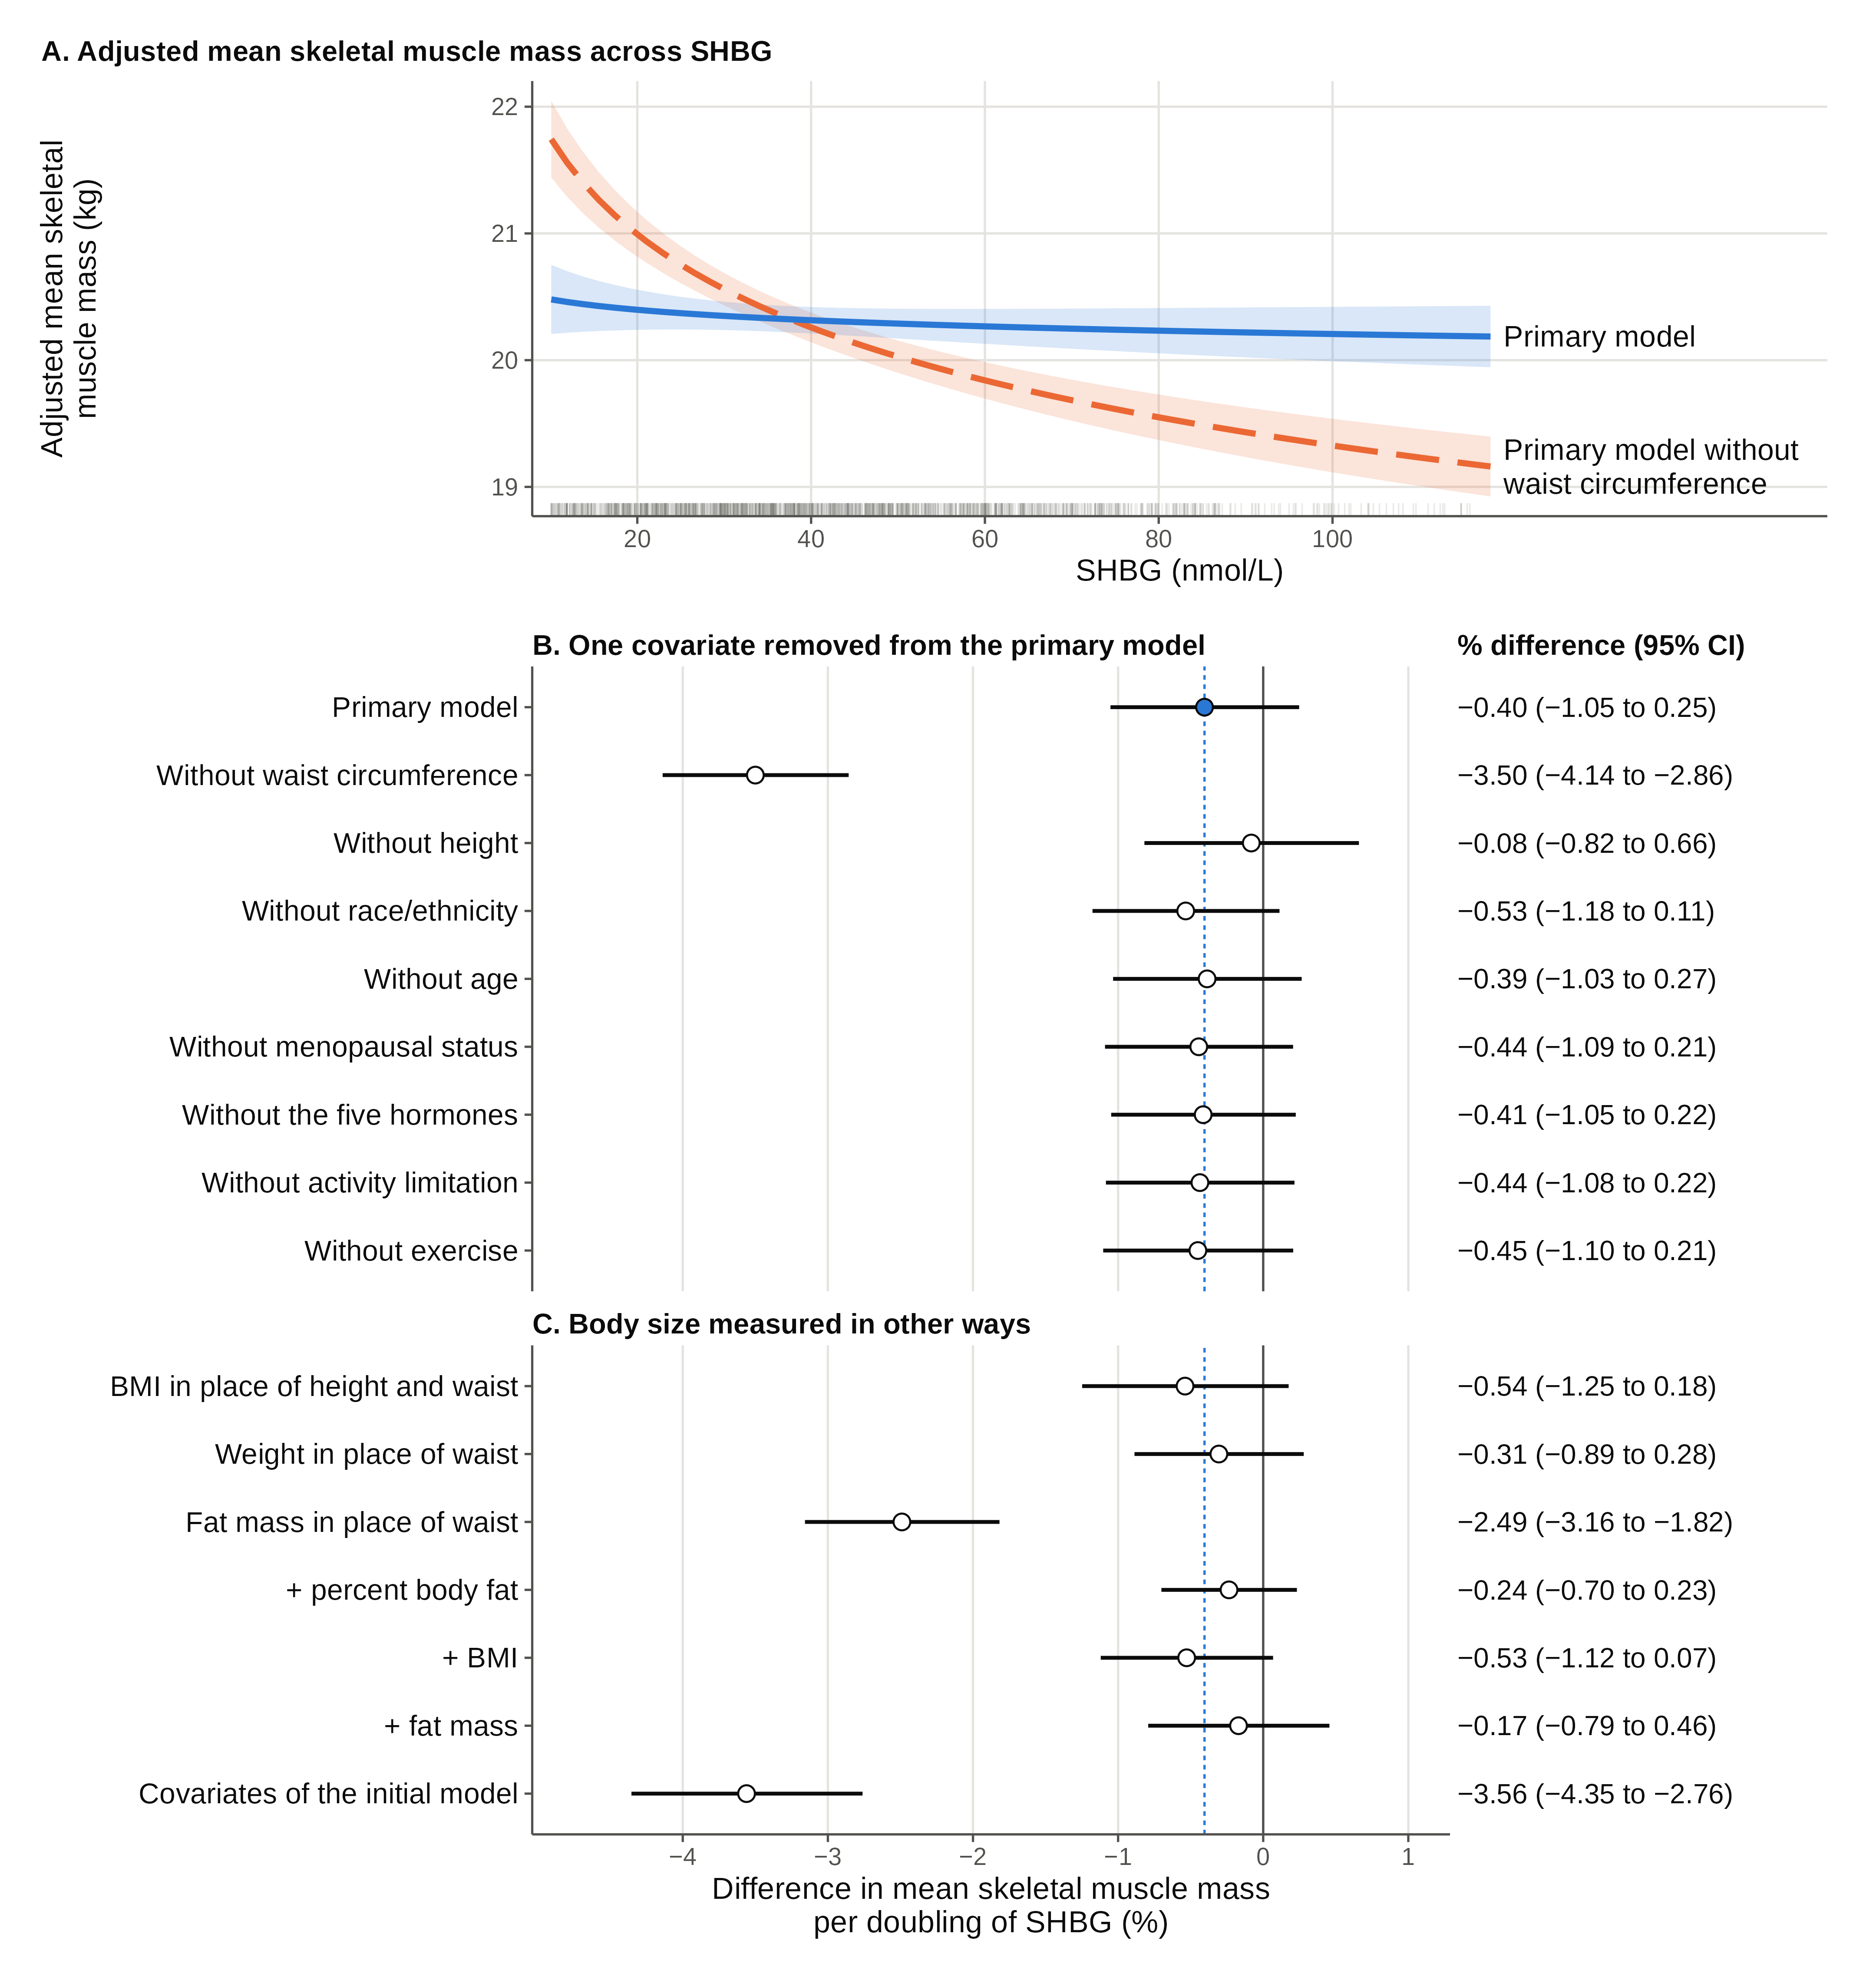 A. Adjusted mean skeletal muscle mass across SHBG
Adjusted mean skeletal
muscle mass (kg)
22
21
20
19
Primary model
Primary model without
waist circumference
20 40 60 80 100
SHBG (nmol/L)
B. One covariate removed from the primary model % difference (95% CI)
Primary model −0.40 (−1.05 to 0.25)
Without waist circumference −3.50 (−4.14 to −2.86)
Without height −0.08 (−0.82 to 0.66)
Without race/ethnicity −0.53 (−1.18 to 0.11)
Without age −0.39 (−1.03 to 0.27)
Without menopausal status −0.44 (−1.09 to 0.21)
Without the five hormones −0.41 (−1.05 to 0.22)
Without activity limitation −0.44 (−1.08 to 0.22)
Without exercise −0.45 (−1.10 to 0.21)
C. Body size measured in other ways
BMI in place of height and waist −0.54 (−1.25 to 0.18)
Weight in place of waist −0.31 (−0.89 to 0.28)
Fat mass in place of waist −2.49 (−3.16 to −1.82)
+ percent body fat −0.24 (−0.70 to 0.23)
+ BMI −0.53 (−1.12 to 0.07)
+ fat mass −0.17 (−0.79 to 0.46)
Covariates of the initial model −3.56 (−4.35 to −2.76)
−4 −3 −2 −1 0 1
Difference in mean skeletal muscle mass
per doubling of SHBG (%)